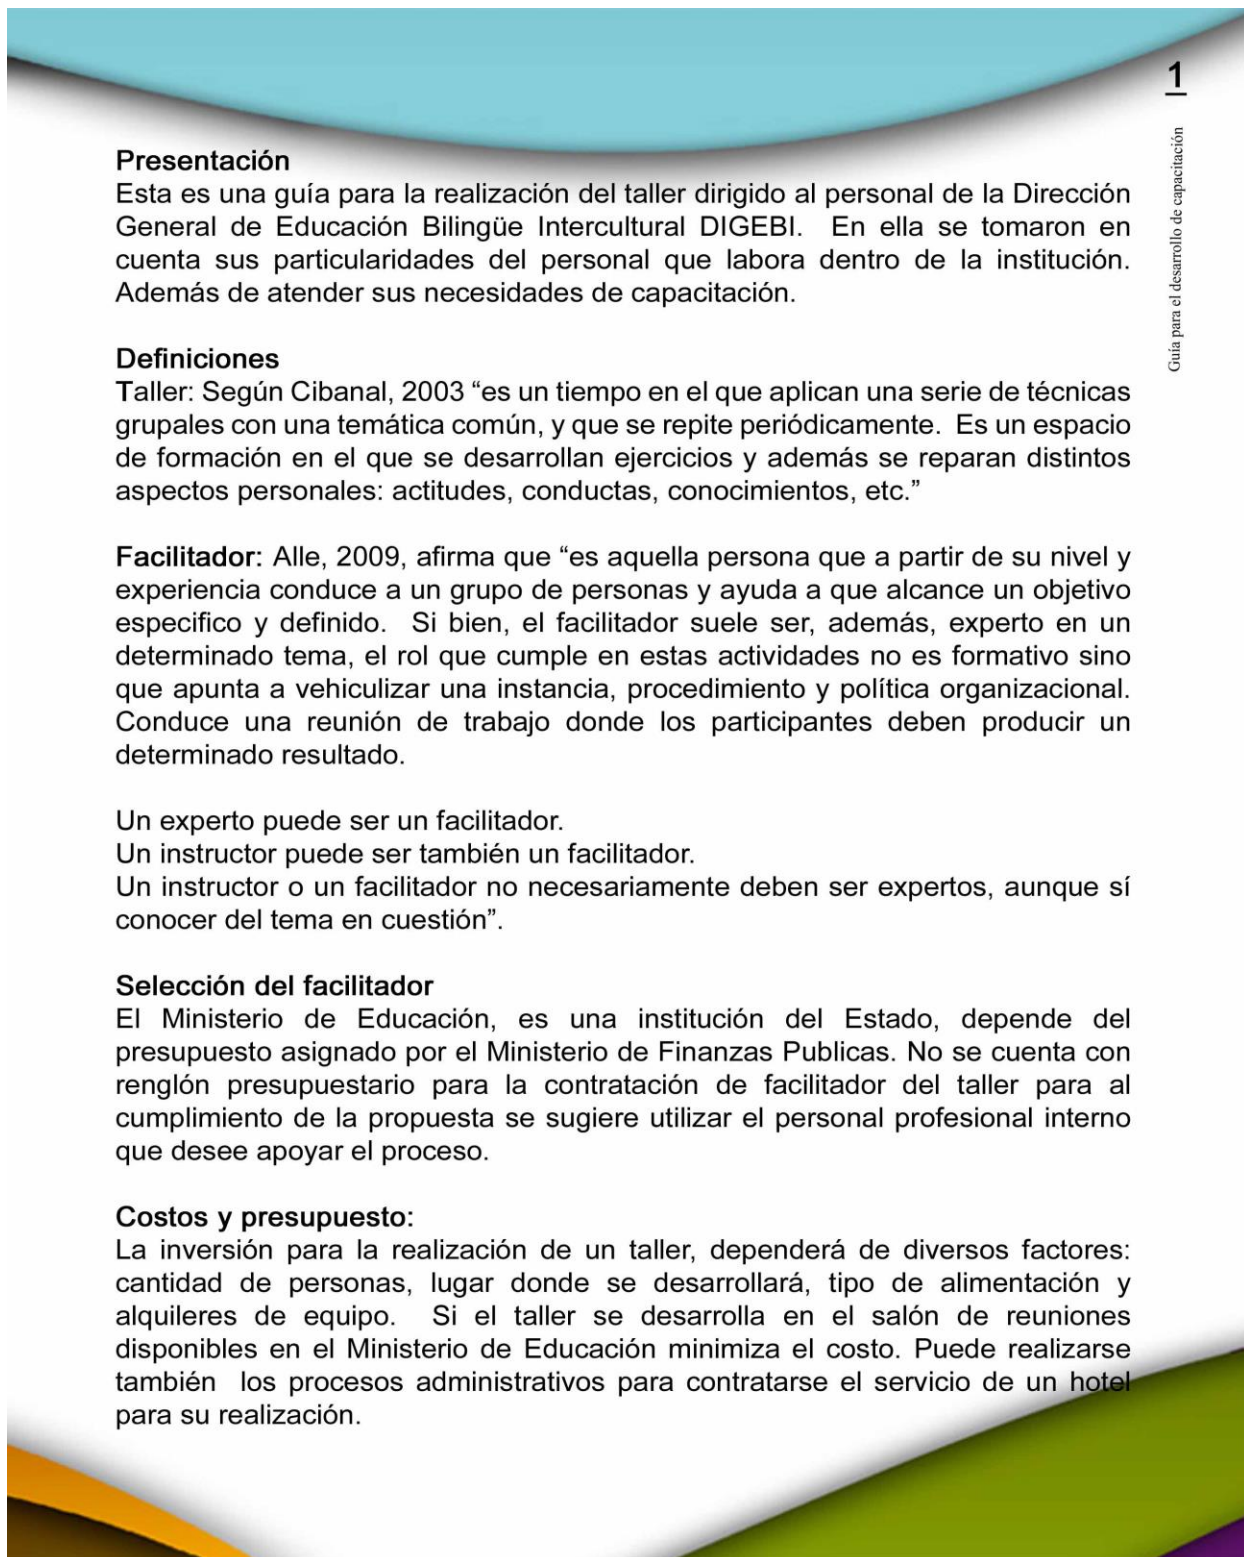 1
Guía para el desarrollo de capacitación
Presentación
Esta es una guía para la realización del taller dirigido al personal de la Dirección
General de Educación Bilingüe Intercultural DIGEBI.  En ella se tomaron en
cuenta sus particularidades del personal que labora dentro de la institución.
Además de atender sus necesidades de capacitación.
Definiciones
Taller: Según Cibanal, 2003 “es un tiempo en el que aplican una serie de técnicas
grupales con una temática común, y que se repite periódicamente.  Es un espacio
de formación en el que se desarrollan ejercicios y además se reparan distintos
aspectos personales: actitudes, conductas, conocimientos, etc.”
Facilitador: Alle, 2009, afirma que “es aquella persona que a partir de su nivel y
experiencia conduce a un grupo de personas y ayuda a que alcance un objetivo
especifico y definido.  Si bien, el facilitador suele ser, además, experto en un
determinado tema, el rol que cumple en estas actividades no es formativo sino
que apunta a vehiculizar una instancia, procedimiento y política organizacional.
Conduce una reunión de trabajo donde los participantes deben producir un
determinado resultado.
Un experto puede ser un facilitador.
Un instructor puede ser también un facilitador.
Un instructor o un facilitador no necesariamente deben ser expertos, aunque sí
conocer del tema en cuestión”.
Selección del facilitador
El Ministerio de Educación, es una institución del Estado, depende del
presupuesto asignado por el Ministerio de Finanzas Publicas. No se cuenta con
renglón presupuestario para la contratación de facilitador del taller para al
cumplimiento de la propuesta se sugiere utilizar el personal profesional interno
que desee apoyar el proceso.
Costos y presupuesto:
La inversión para la realización de un taller, dependerá de diversos factores:
cantidad de personas, lugar donde se desarrollará, tipo de alimentación y
alquileres de equipo.  Si el taller se desarrolla en el salón de reuniones
disponibles en el Ministerio de Educación minimiza el costo. Puede realizarse
también  los procesos administrativos para contratarse el servicio de un hotel
para su realización.